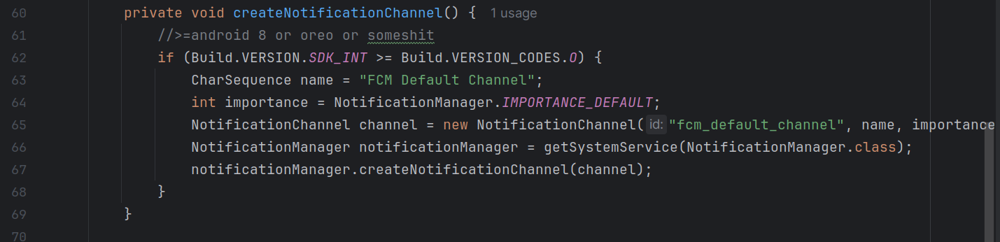 60 private void createNotificationChannel() { 1 usage
61 //>=android 8 or oreo or someshit
62 if (Build.VERSION.SDK_INT >= Build.VERSION_CODES.O) {
63 CharSequence name = "FCM Default Channel";
64 int importance = NotificationManager.IMPORTANCE_DEFAULT;
65 NotificationChannel channel = new NotificationChannel( id: "fcm_default_channel", name, importance
66 NotificationManager notificationManager = getSystemService(NotificationManager.class);
67 notificationManager.createNotificationChannel(channel);
68 }
69 }
70